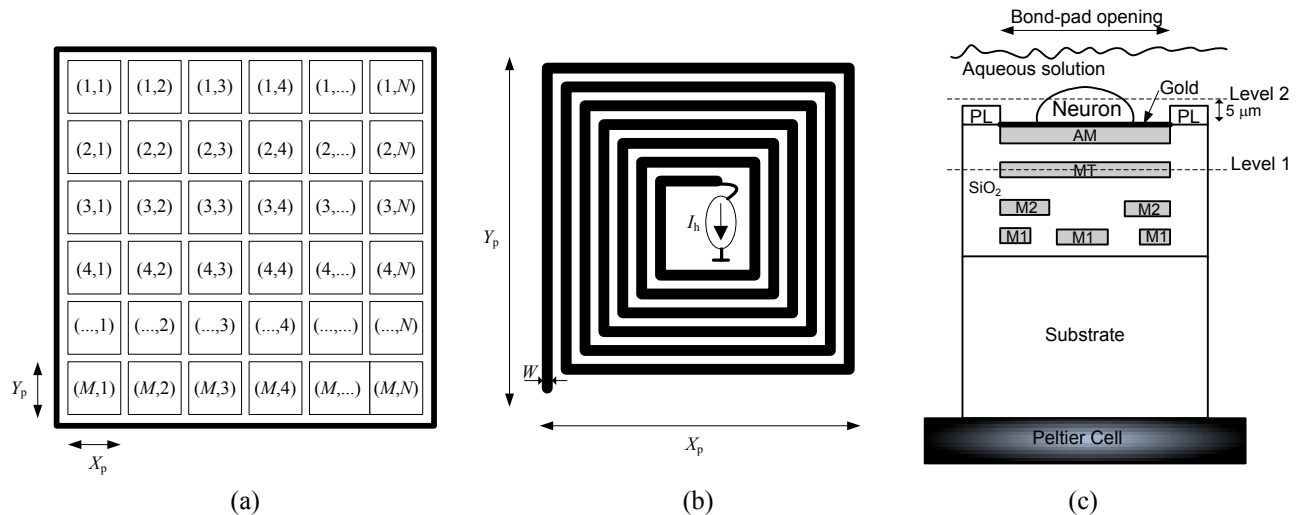 (1,1) (1,2) (1,3) (1,4) (1,...) (1,N)
(2,1) (2,2) (2,3) (2,4) (2,...) (2,N)
(3,1) (3,2) (3,3) (3,4) (3,...) (3,N)
(4,1) (4,2) (4,3) (4,4) (4,...) (4,N)
(...,1) (...,2) (...,3) (...,4) (...,...) (...,N)
(M,1) (M,2) (M,3) (M,4) (M,...) (M,N)
Yp
Xp
(a)
Yp
Ih
W
Xp
(b)
Bond-pad opening
Aqueous solution
Gold
Level 2
PL Neuron PL 5 μm
AM
MT Level 1
SiO2
M2 M2
M1 M1 M1
Substrate
Peltier Cell
(c)